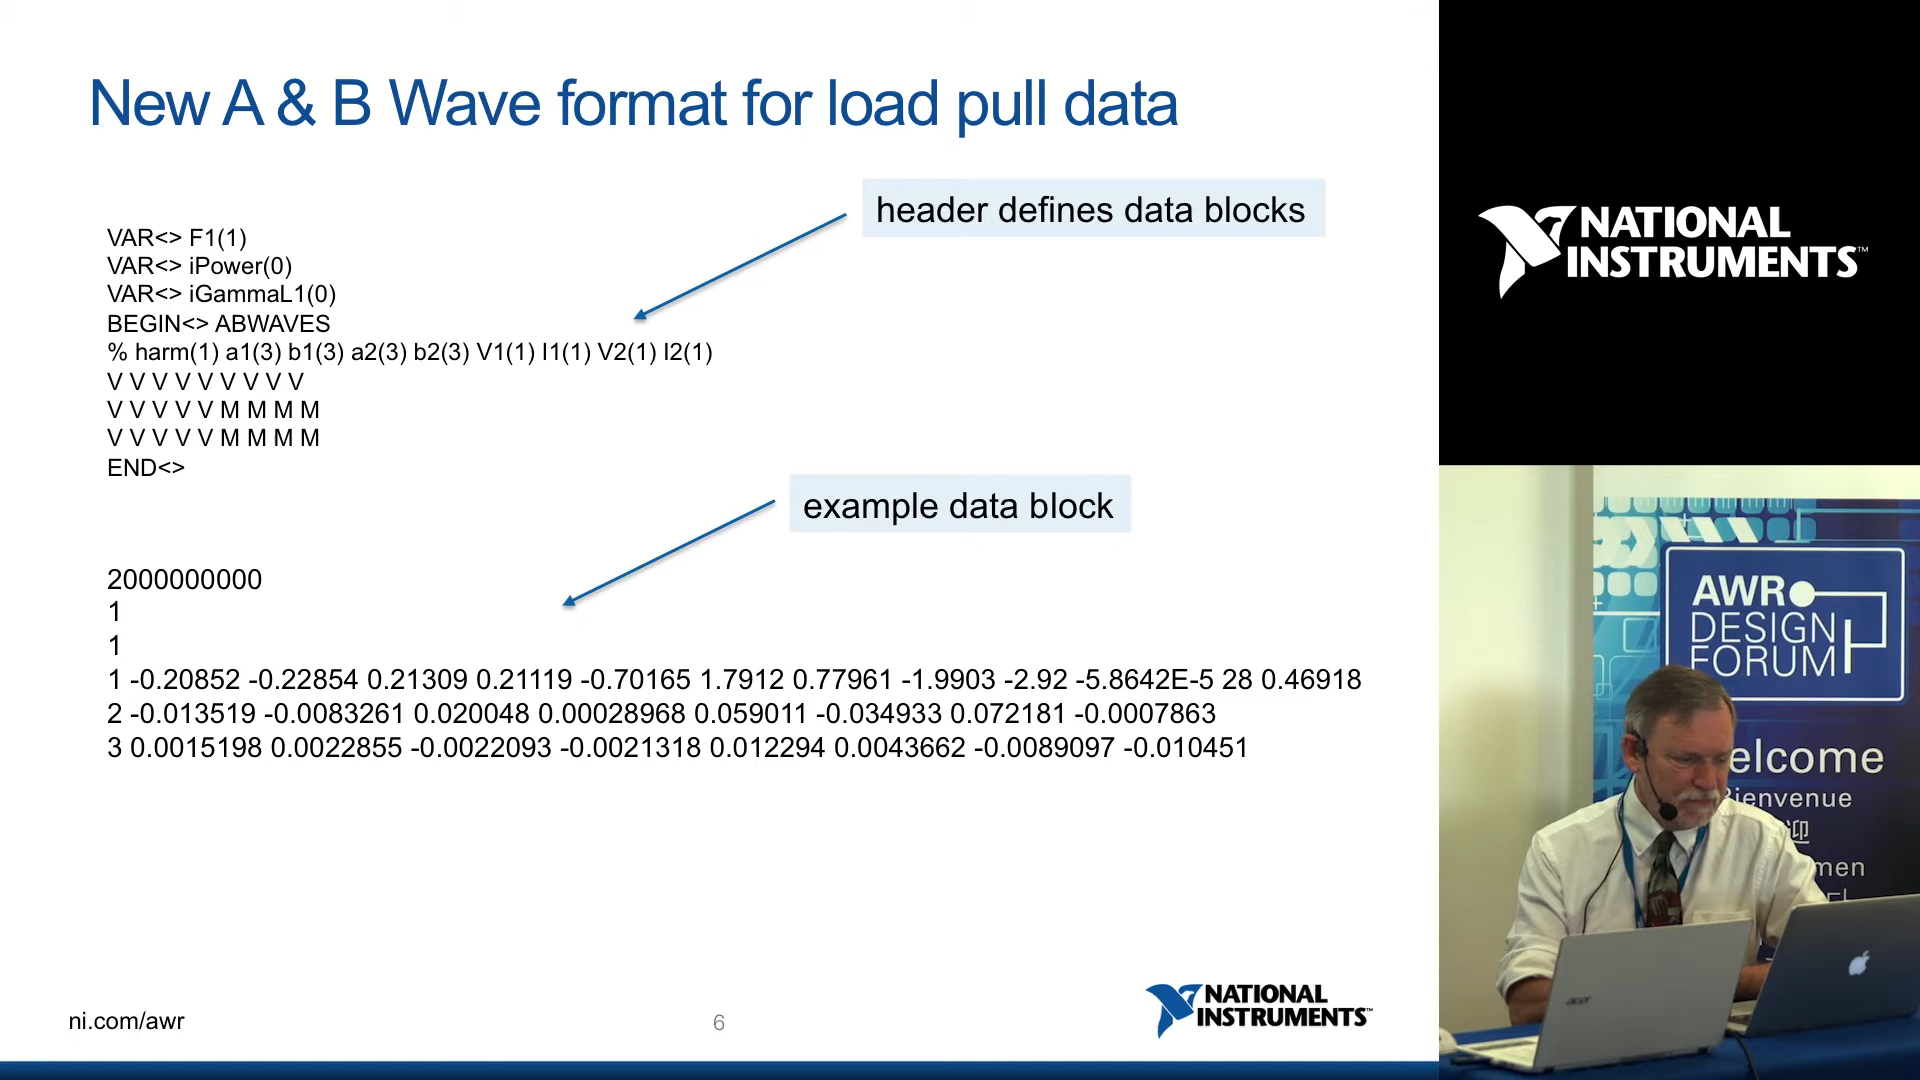 New A & B Wave format for load pull data
header defines data blocks
VAR<> F1(1)
VAR<> iPower(0)
VAR<> iGammaL1(0)
BEGIN<> ABWAVES
% harm(1) a1(3) b1(3) a2(3) b2(3) V1(1) I1(1) V2(1) I2(1)
V V V V V V V V V
V V V V V M M M M
V V V V V M M M M
END<>
example data block
2000000000
1
1
1 -0.20852 -0.22854 0.21309 0.21119 -0.70165 1.7912 0.77961 -1.9903 -2.92 -5.8642E-5 28 0.46918
2 -0.013519 -0.0083261 0.020048 0.00028968 0.059011 -0.034933 0.072181 -0.0007863
3 0.0015198 0.0022855 -0.0022093 -0.0021318 0.012294 0.0043662 -0.0089097 -0.010451
ni.com/awr
6
NATIONAL
INSTRUMENTS™
NATIONAL
INSTRUMENTS™
AWR
DESIGN
FORUM
elcome
Bienvenue
迎
men
acer